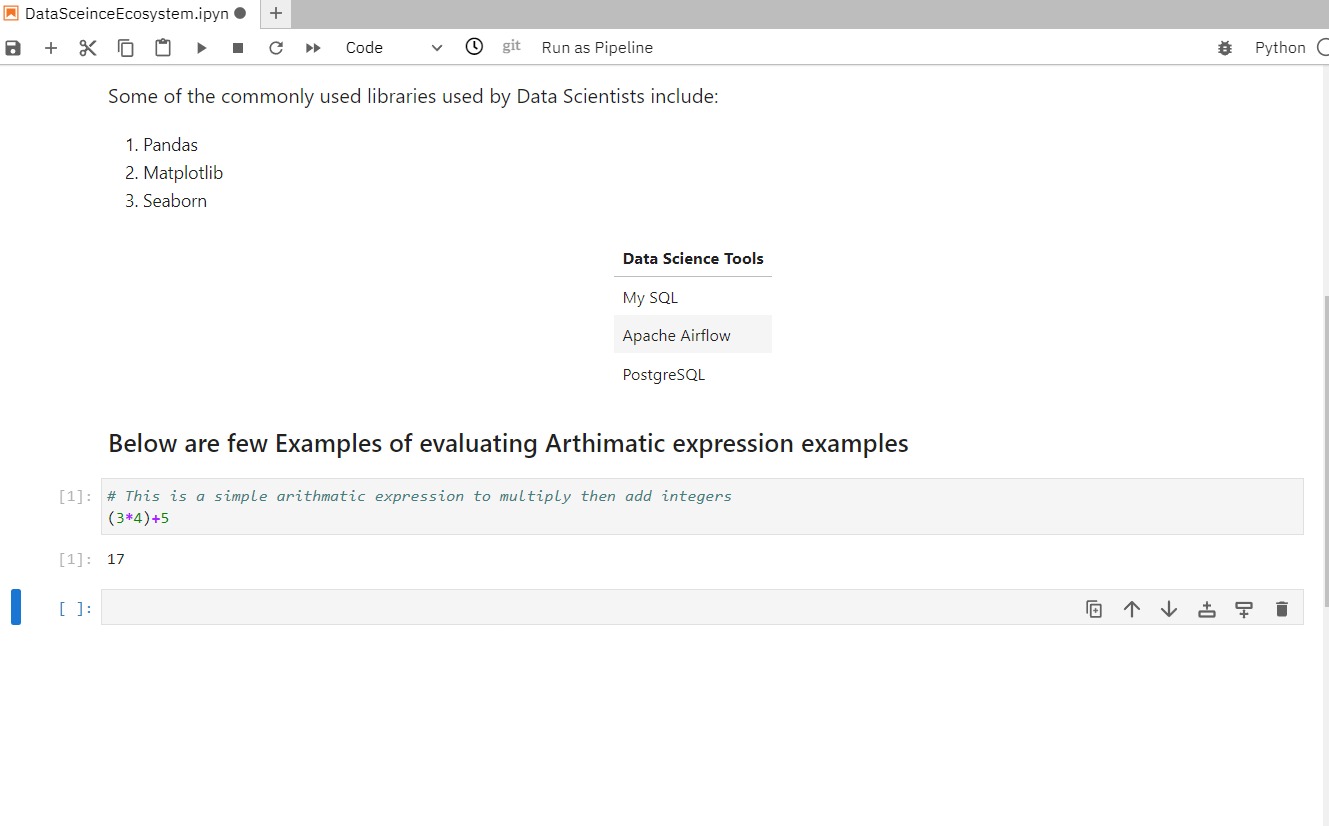 DataSceinceEcosystem.ipyn
Code git Run as Pipeline Python
Some of the commonly used libraries used by Data Scientists include:
1. Pandas
2. Matplotlib
3. Seaborn
Data Science Tools
My SQL
Apache Airflow
PostgreSQL
Below are few Examples of evaluating Arthimatic expression examples
[1]: # This is a simple arithmatic expression to multiply then add integers
(3*4)+5
[1]: 17
[ ]: